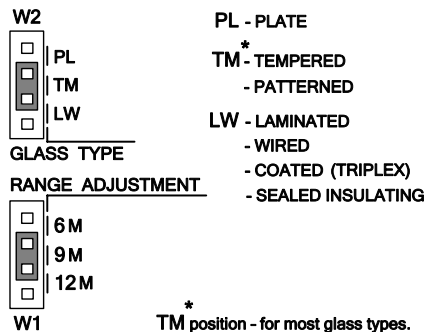 W2
PL
TM
LW
GLASS TYPE
RANGE ADJUSTMENT
6M
9M
12M
W1
PL - PLATE
TM* - TEMPERED
- PATTERNED
LW - LAMINATED
- WIRED
- COATED (TRIPLEX)
- SEALED INSULATING
TM* position - for most glass types.